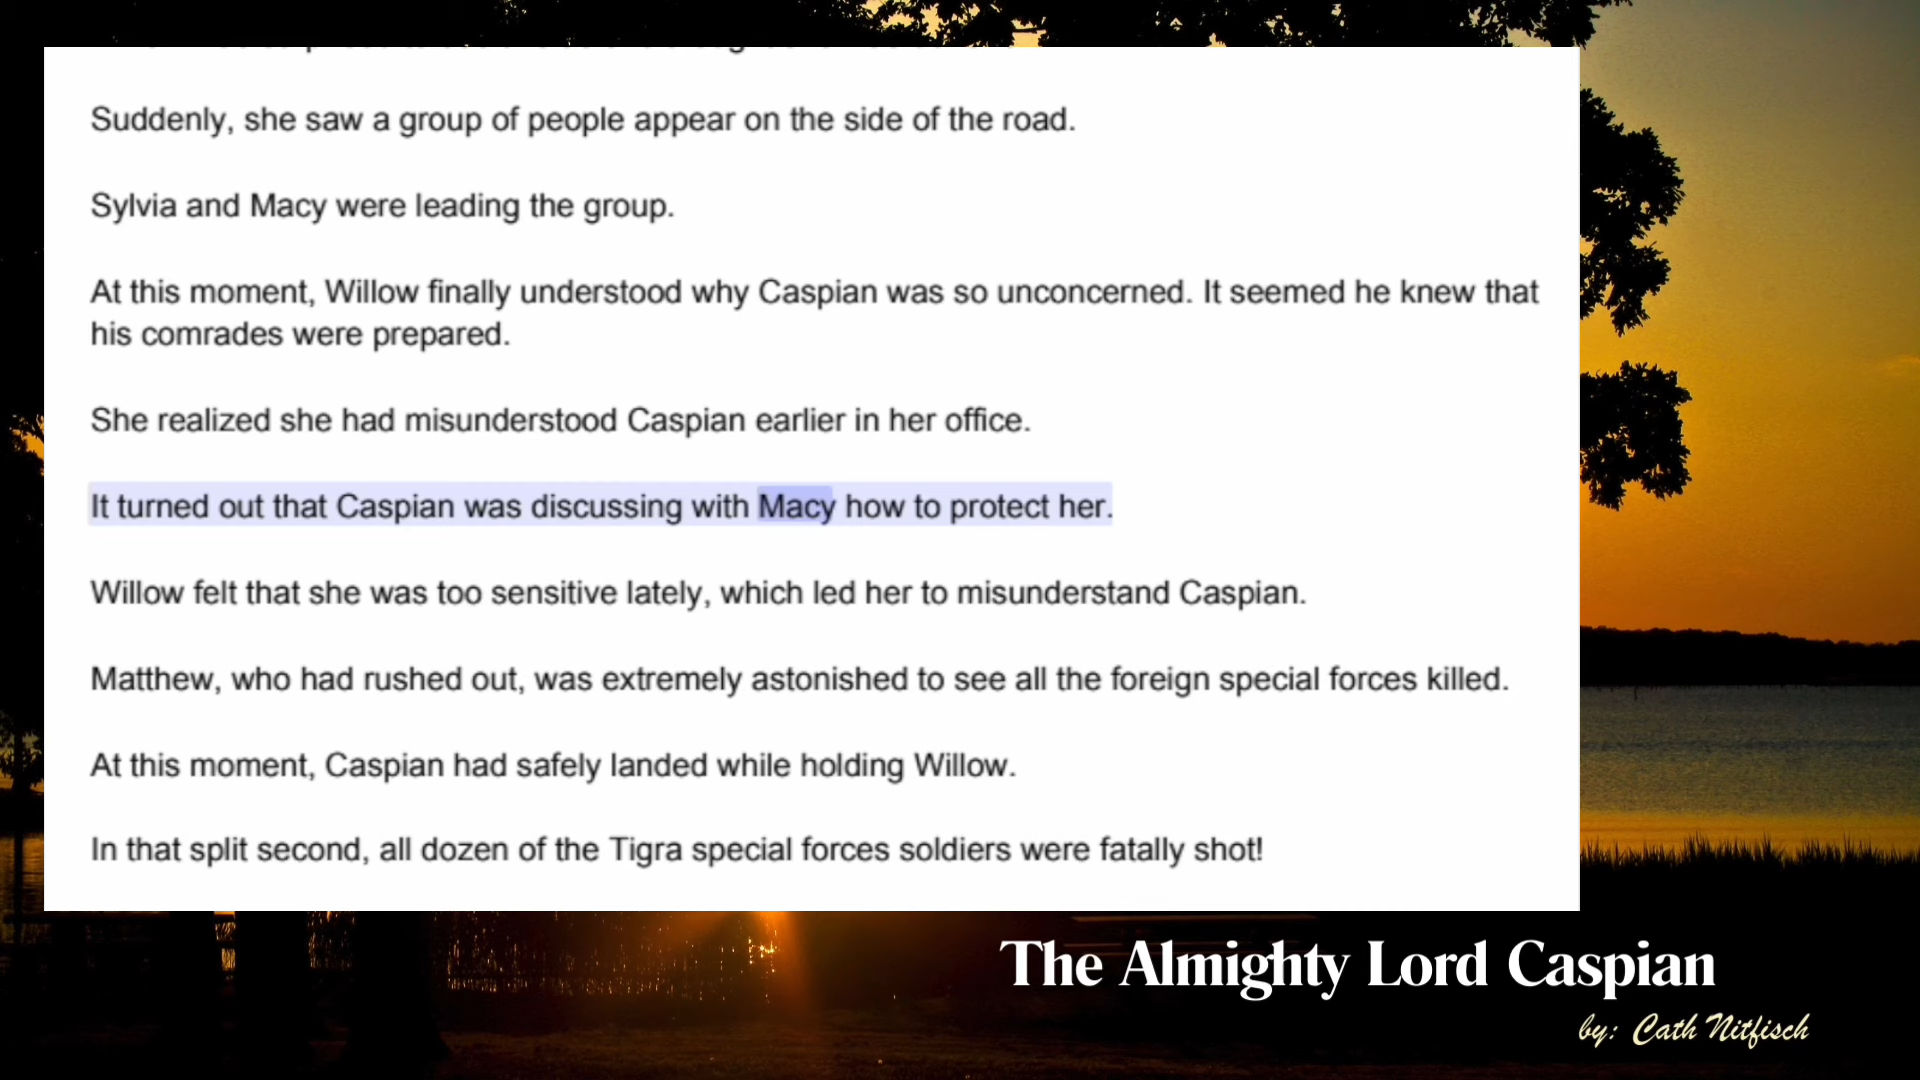 Suddenly, she saw a group of people appear on the side of the road.
Sylvia and Macy were leading the group.
At this moment, Willow finally understood why Caspian was so unconcerned. It seemed he knew that
his comrades were prepared.
She realized she had misunderstood Caspian earlier in her office.
It turned out that Caspian was discussing with Macy how to protect her.
Willow felt that she was too sensitive lately, which led her to misunderstand Caspian.
Matthew, who had rushed out, was extremely astonished to see all the foreign special forces killed.
At this moment, Caspian had safely landed while holding Willow.
In that split second, all dozen of the Tigra special forces soldiers were fatally shot!
The Almighty Lord Caspian
by: Cath Nitfisch